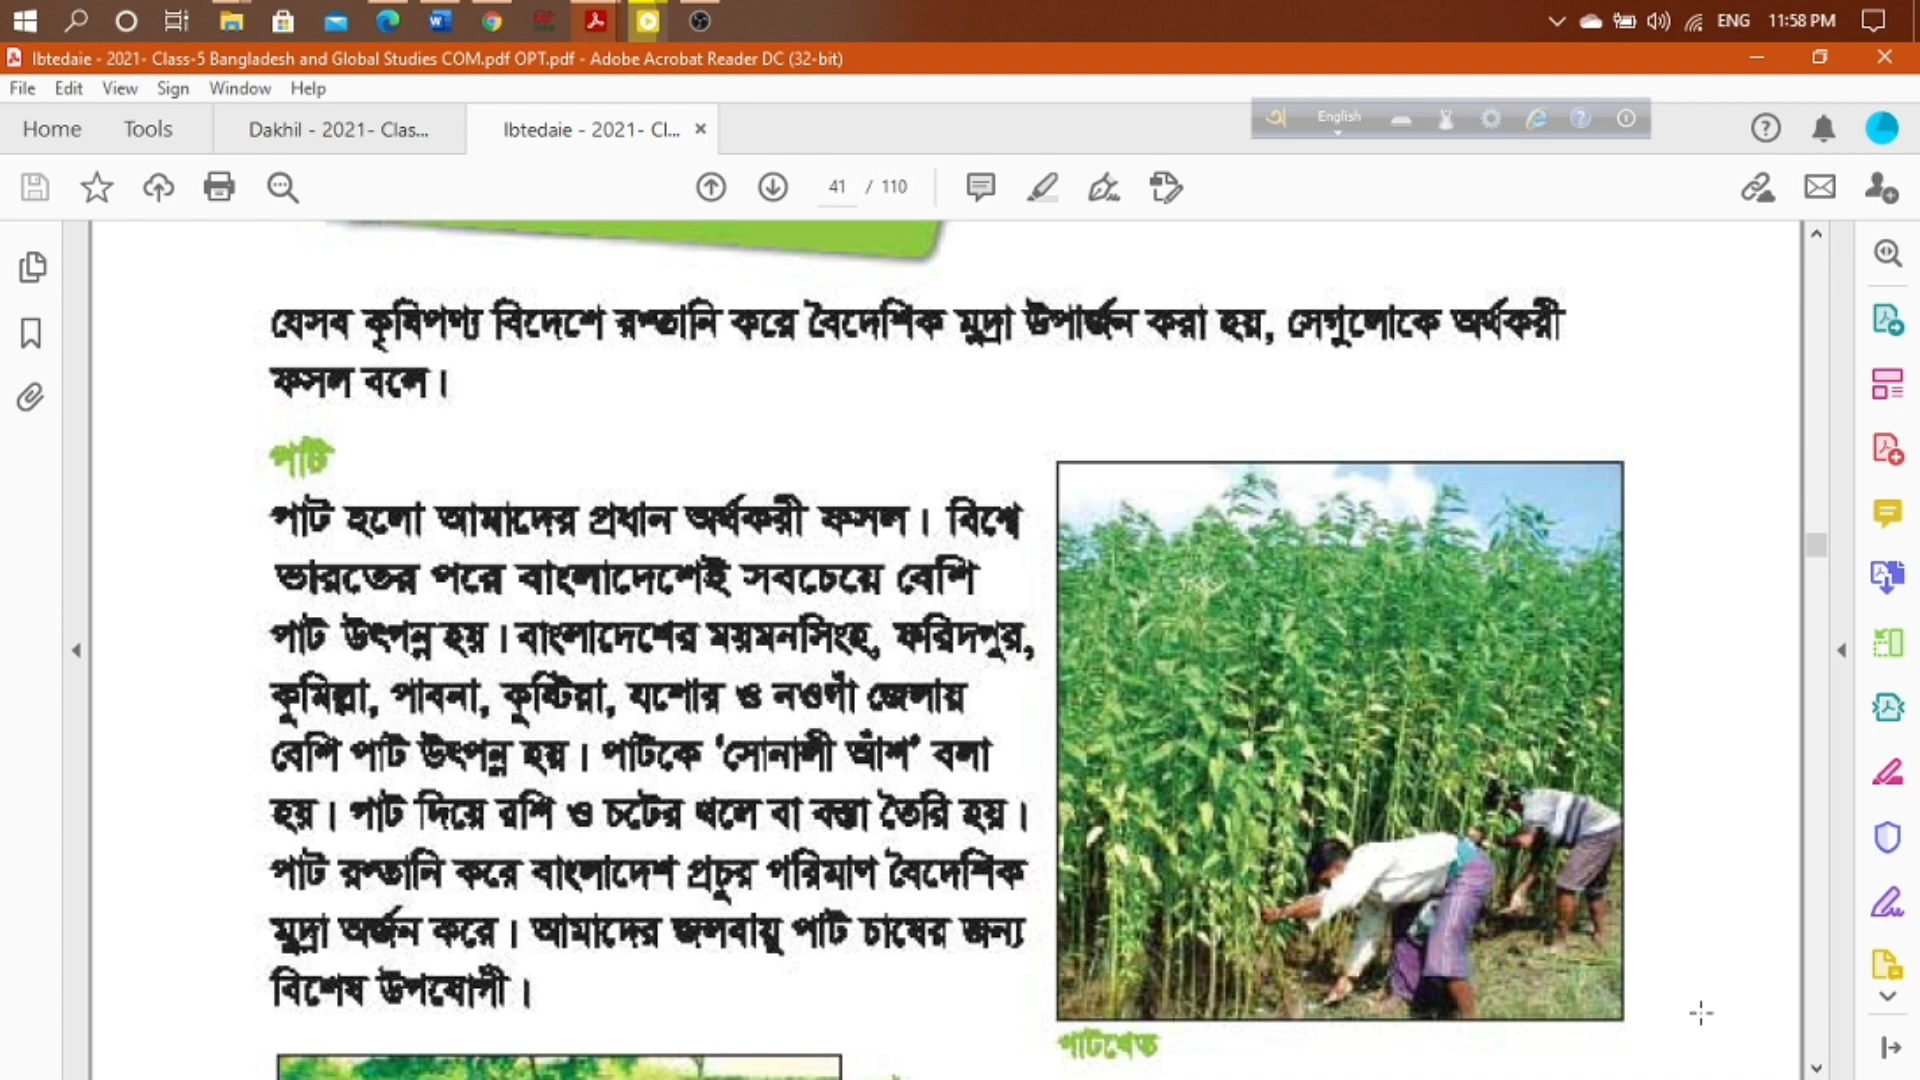 ENG 11:58 PM
Ibtedaie - 2021- Class-5 Bangladesh and Global Studies COM.pdf OPT.pdf - Adobe Acrobat Reader DC (32-bit)
File Edit View Sign Window Help
Home Tools Dakhil - 2021- Clas... Ibtedaie - 2021- Cl... English
41 / 110
যেসব কৃষিপণ্য বিদেশে রপ্তানি করে বৈদেশিক মুদ্রা উপার্জন করা হয়, সেগুলোকে অর্থকরী
ফসল বলে।
পাট
পাট হলো আমাদের প্রধান অর্থকরী ফসল। বিশ্বে
ভারতের পরে বাংলাদেশেই সবচেয়ে বেশি
পাট উৎপন্ন হয়। বাংলাদেশের ময়মনসিংহ, ফরিদপুর,
কুমিল্লা, পাবনা, কুষ্টিয়া, যশোর ও নওগাঁ জেলায়
বেশি পাট উৎপন্ন হয়। পাটকে ‘সোনালী আঁশ’ বলা
হয়। পাট দিয়ে রশি ও চটের থলে বা বস্তা তৈরি হয়।
পাট রপ্তানি করে বাংলাদেশ প্রচুর পরিমাণ বৈদেশিক
মুদ্রা অর্জন করে। আমাদের জলবায়ু পাট চাষের জন্য
বিশেষ উপযোগী।
পাটখেত